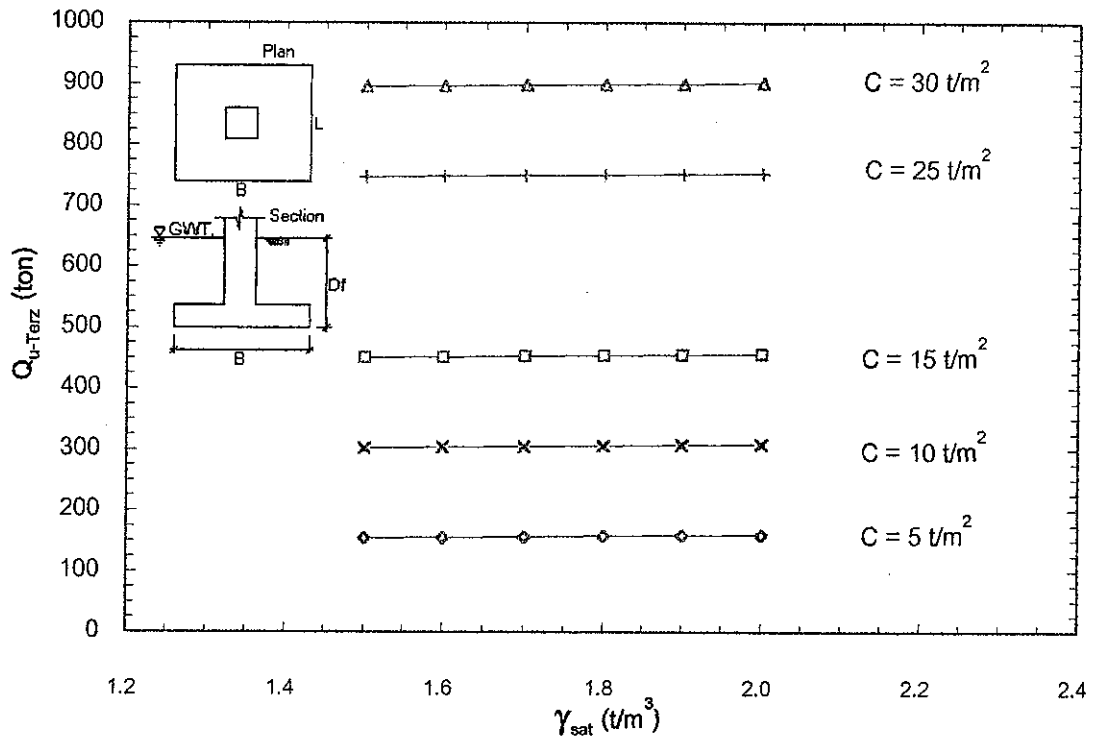 1000
900
800
700
600
500
400
300
200
100
0
Q_u-Terz (ton)
Plan
L
B
Section
GWT.
Df
B
C = 30 t/m²
C = 25 t/m²
C = 15 t/m²
C = 10 t/m²
C = 5 t/m²
1.2 1.4 1.6 1.8 2.0 2.2 2.4
γ_sat (t/m³)